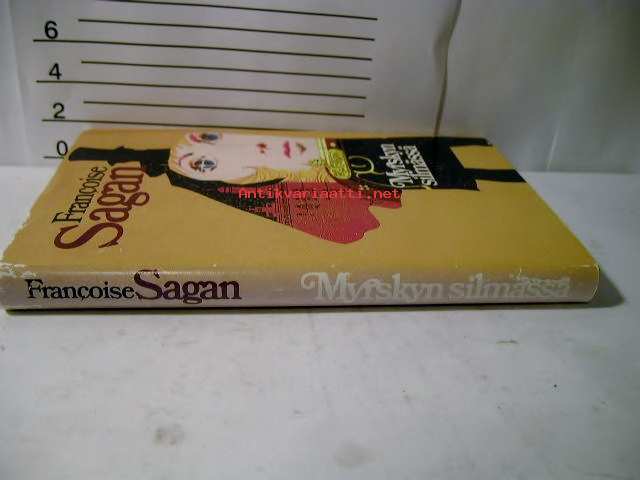 6
4
2
0
Françoise
Sagan
Myrskyn
silmässä
Antikvariaatti.net
Françoise Sagan Myrskyn silmässä